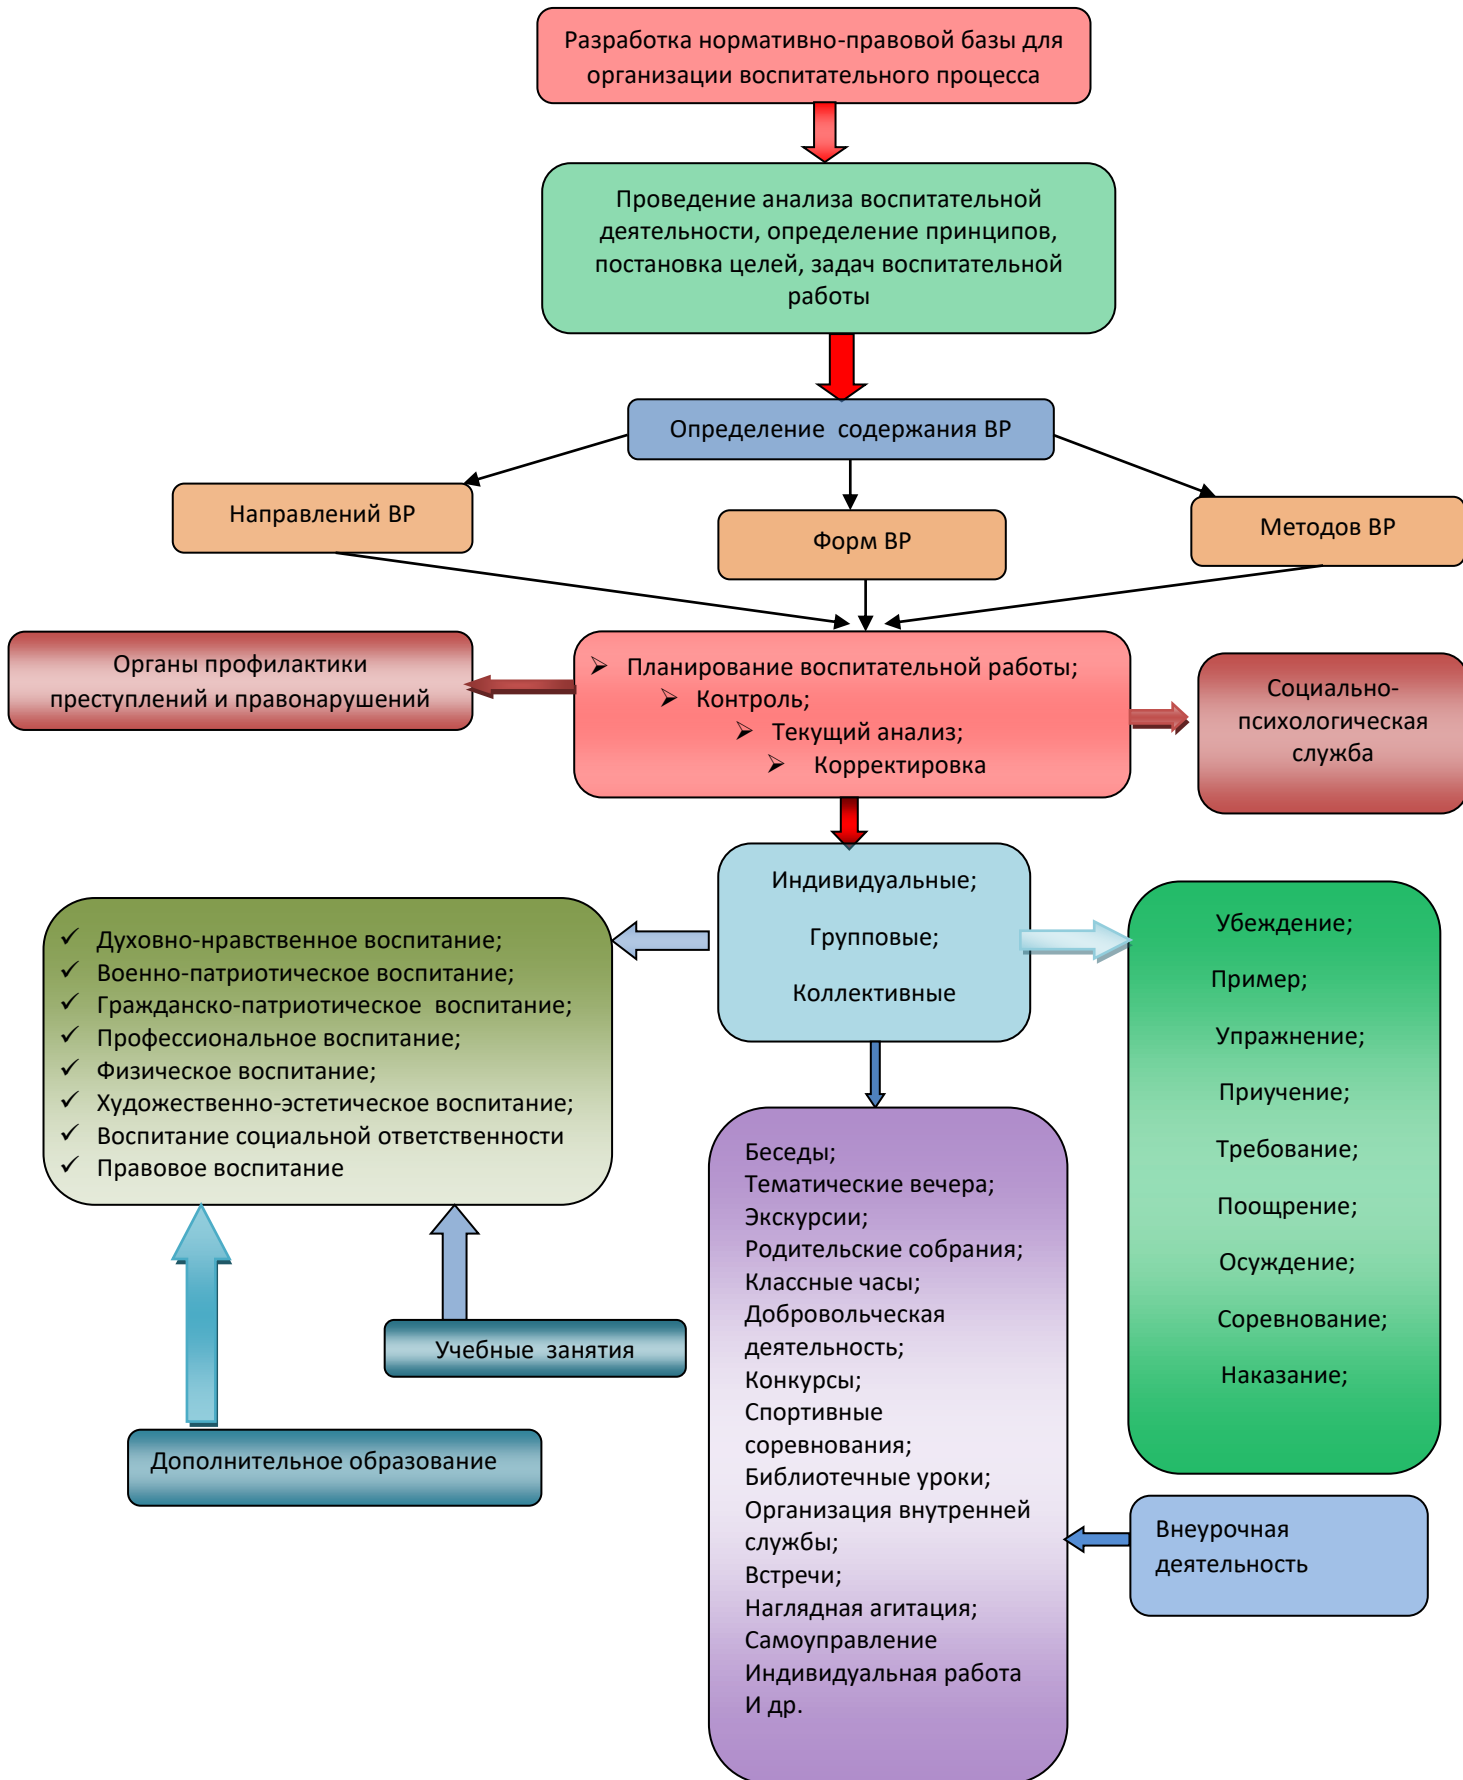 Разработка нормативно-правовой базы для
организации воспитательного процесса
Проведение анализа воспитательной
деятельности, определение принципов,
постановка целей, задач воспитательной
работы
Определение содержания ВР
Направлений ВР
Форм ВР
Методов ВР
Органы профилактики
преступлений и правонарушений
Планирование воспитательной работы;
Контроль;
Текущий анализ;
Корректировка
Социально-
психологическая
служба
Индивидуальные;
Групповые;
Коллективные
Духовно-нравственное воспитание;
Военно-патриотическое воспитание;
Гражданско-патриотическое воспитание;
Профессиональное воспитание;
Физическое воспитание;
Художественно-эстетическое воспитание;
Воспитание социальной ответственности
Правовое воспитание
Убеждение;
Пример;
Упражнение;
Приучение;
Требование;
Поощрение;
Осуждение;
Соревнование;
Наказание;
Беседы;
Тематические вечера;
Экскурсии;
Родительские собрания;
Классные часы;
Добровольческая
деятельность;
Конкурсы;
Спортивные
соревнования;
Библиотечные уроки;
Организация внутренней
службы;
Встречи;
Наглядная агитация;
Самоуправление
Индивидуальная работа
И др.
Учебные занятия
Дополнительное образование
Внеурочная
деятельность